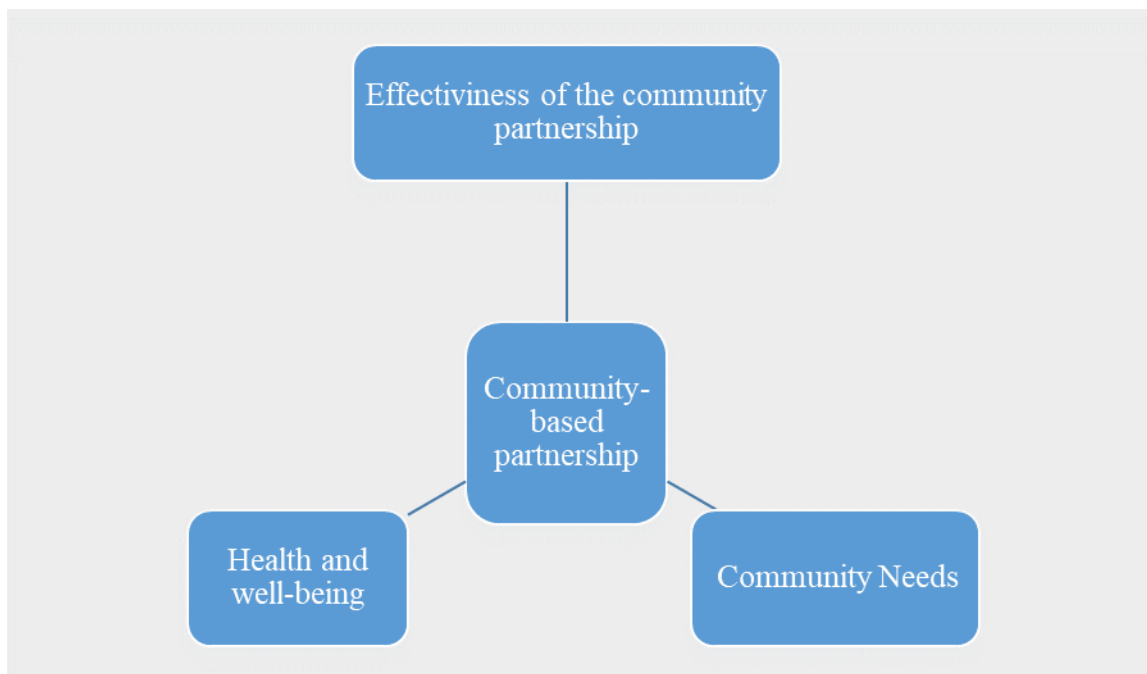 Effectiviness of the community
partnership
Community-
based
partnership
Health and
well-being
Community Needs